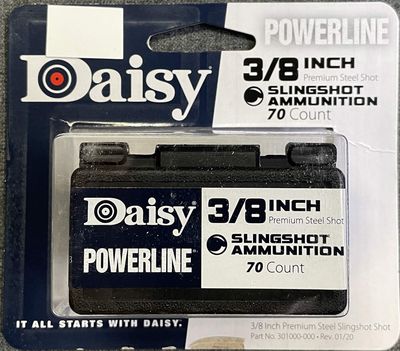 POWERLINE
Daisy
3/8 INCH
Premium Steel Shot
SLINGSHOT
AMMUNITION
70 Count
Daisy
POWERLINE
3/8 INCH
Premium Steel Shot
SLINGSHOT
AMMUNITION
70 Count
IT ALL STARTS WITH DAISY.
3/8 Inch Premium Steel Slingshot Shot
Part No. 301000-000 • Rev. 01/20